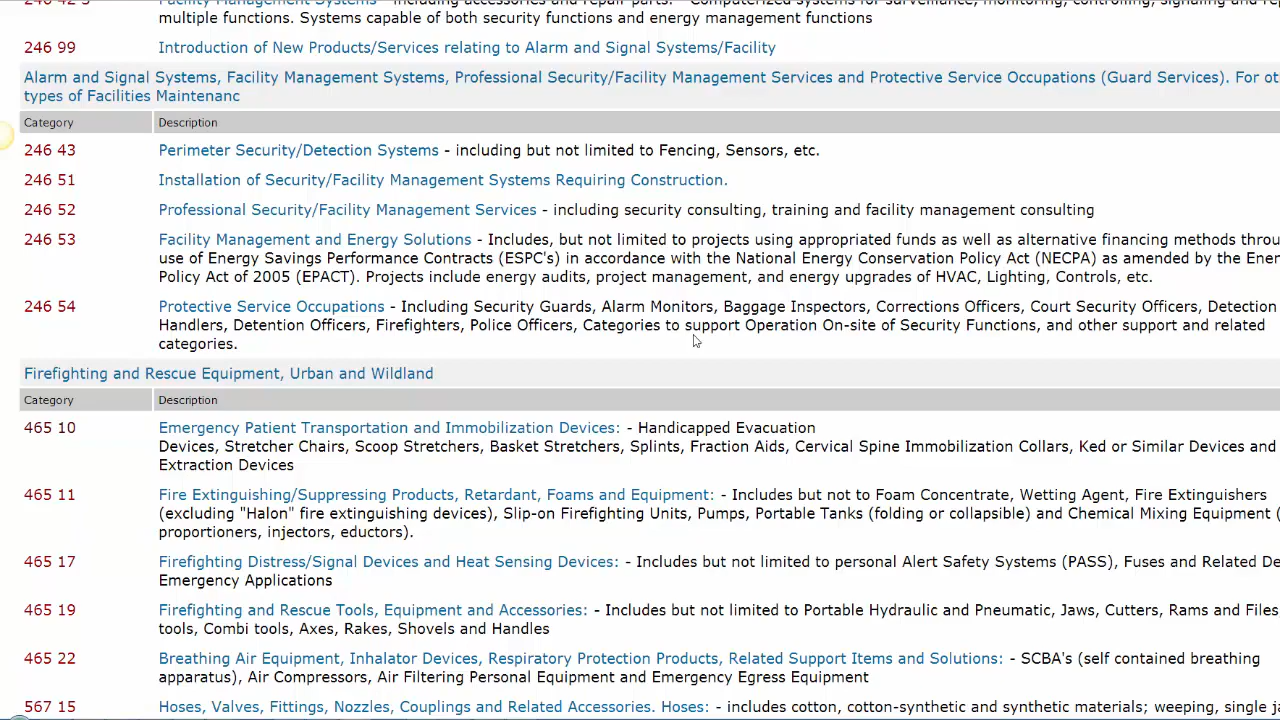 246 42 3 Facility Management Systems - including accessories and repair parts. - Computerized systems for surveillance, monitoring, controlling, signaling and
multiple functions. Systems capable of both security functions and energy management functions
246 99 Introduction of New Products/Services relating to Alarm and Signal Systems/Facility
Alarm and Signal Systems, Facility Management Systems, Professional Security/Facility Management Services and Protective Service Occupations (Guard Services). For ot
types of Facilities Maintenanc
Category Description
246 43 Perimeter Security/Detection Systems - including but not limited to Fencing, Sensors, etc.
246 51 Installation of Security/Facility Management Systems Requiring Construction.
246 52 Professional Security/Facility Management Services - including security consulting, training and facility management consulting
246 53 Facility Management and Energy Solutions - Includes, but not limited to projects using appropriated funds as well as alternative financing methods throu
use of Energy Savings Performance Contracts (ESPC's) in accordance with the National Energy Conservation Policy Act (NECPA) as amended by the Ener
Policy Act of 2005 (EPACT). Projects include energy audits, project management, and energy upgrades of HVAC, Lighting, Controls, etc.
246 54 Protective Service Occupations - Including Security Guards, Alarm Monitors, Baggage Inspectors, Corrections Officers, Court Security Officers, Detection
Handlers, Detention Officers, Firefighters, Police Officers, Categories to support Operation On-site of Security Functions, and other support and related
categories.
Firefighting and Rescue Equipment, Urban and Wildland
Category Description
465 10 Emergency Patient Transportation and Immobilization Devices: - Handicapped Evacuation
Devices, Stretcher Chairs, Scoop Stretchers, Basket Stretchers, Splints, Fraction Aids, Cervical Spine Immobilization Collars, Ked or Similar Devices and
Extraction Devices
465 11 Fire Extinguishing/Suppressing Products, Retardant, Foams and Equipment: - Includes but not to Foam Concentrate, Wetting Agent, Fire Extinguishers
(excluding "Halon" fire extinguishing devices), Slip-on Firefighting Units, Pumps, Portable Tanks (folding or collapsible) and Chemical Mixing Equipment (
proportioners, injectors, eductors).
465 17 Firefighting Distress/Signal Devices and Heat Sensing Devices: - Includes but not limited to personal Alert Safety Systems (PASS), Fuses and Related De
Emergency Applications
465 19 Firefighting and Rescue Tools, Equipment and Accessories: - Includes but not limited to Portable Hydraulic and Pneumatic, Jaws, Cutters, Rams and Files,
tools, Combi tools, Axes, Rakes, Shovels and Handles
465 22 Breathing Air Equipment, Inhalator Devices, Respiratory Protection Products, Related Support Items and Solutions: - SCBA's (self contained breathing
apparatus), Air Compressors, Air Filtering Personal Equipment and Emergency Egress Equipment
567 15 Hoses, Valves, Fittings, Nozzles, Couplings and Related Accessories. Hoses: - includes cotton, cotton-synthetic and synthetic materials; weeping, single j